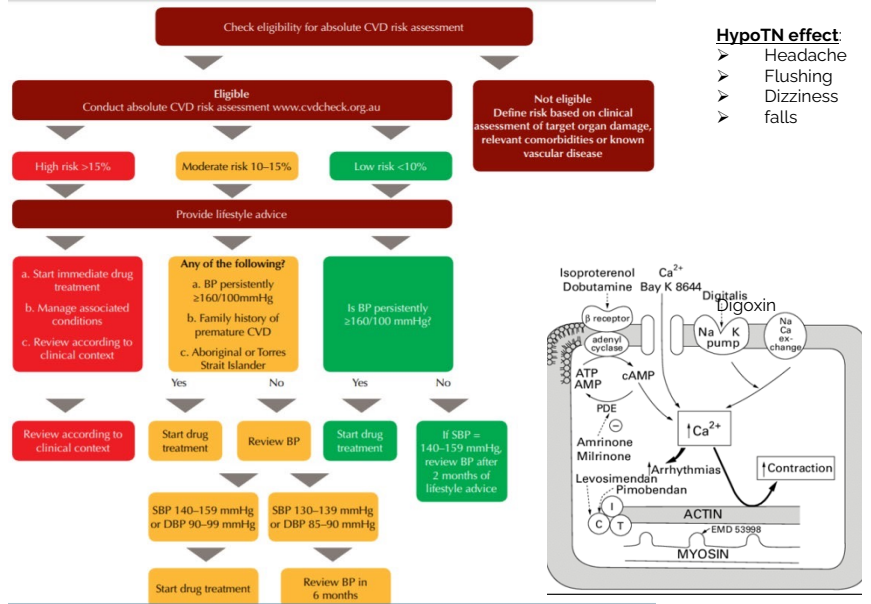 Check eligibility for absolute CVD risk assessment
Eligible
Conduct absolute CVD risk assessment www.cvdcheck.org.au
Not eligible
Define risk based on clinical
assessment of target organ damage,
relevant comorbidities or known
vascular disease
High risk >15%
Moderate risk 10–15%
Low risk <10%
Provide lifestyle advice
a. Start immediate drug
treatment
b. Manage associated
conditions
c. Review according to
clinical context
Any of the following?
a. BP persistently
≥160/100mmHg
b. Family history of
premature CVD
c. Aboriginal or Torres
Strait Islander
Is BP persistently
≥160/100 mmHg?
Yes
No
Yes
No
Review according to
clinical context
Start drug
treatment
Review BP
Start drug
treatment
If SBP =
140–159 mmHg,
review BP after
2 months of
lifestyle advice
SBP 140–159 mmHg
or DBP 90–99 mmHg
SBP 130–139 mmHg
or DBP 85–90 mmHg
Start drug treatment
Review BP in
6 months
HypoTN effect:
➢ Headache
➢ Flushing
➢ Dizziness
➢ falls
Isoproterenol
Dobutamine
Ca2+
Bay K 8644
Digitalis
Digoxin
β receptor
adenyl
cyclase
Na K
pump
Na
Ca
ex-
change
ATP
AMP
cAMP
PDE
−
Amrinone
Milrinone
↑Ca2+
↑Arrhythmias
↑Contraction
Levosimendan
Pimobendan
I
C
T
ACTIN
EMD 53998
MYOSIN